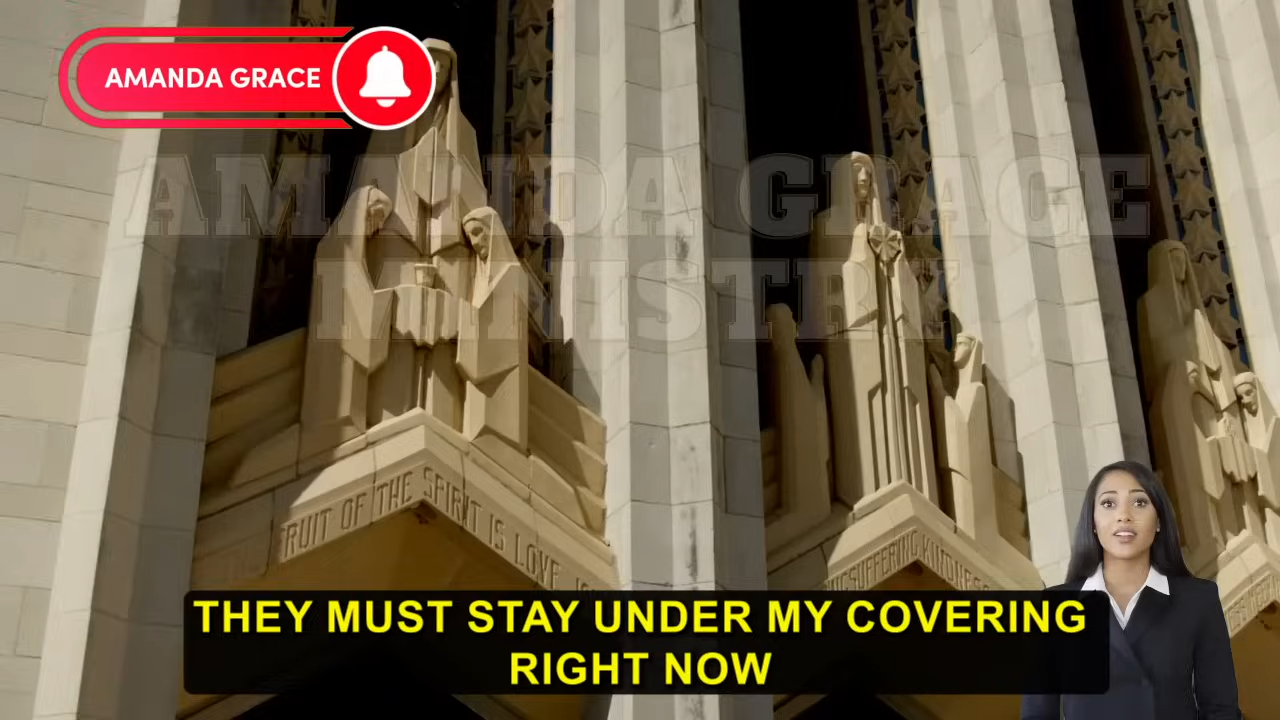 AMANDA GRACE
AMANDA GRACE
MINISTRY
FRUIT OF THE SPIRIT IS LOVE
KINDNESS
THEY MUST STAY UNDER MY COVERING
RIGHT NOW